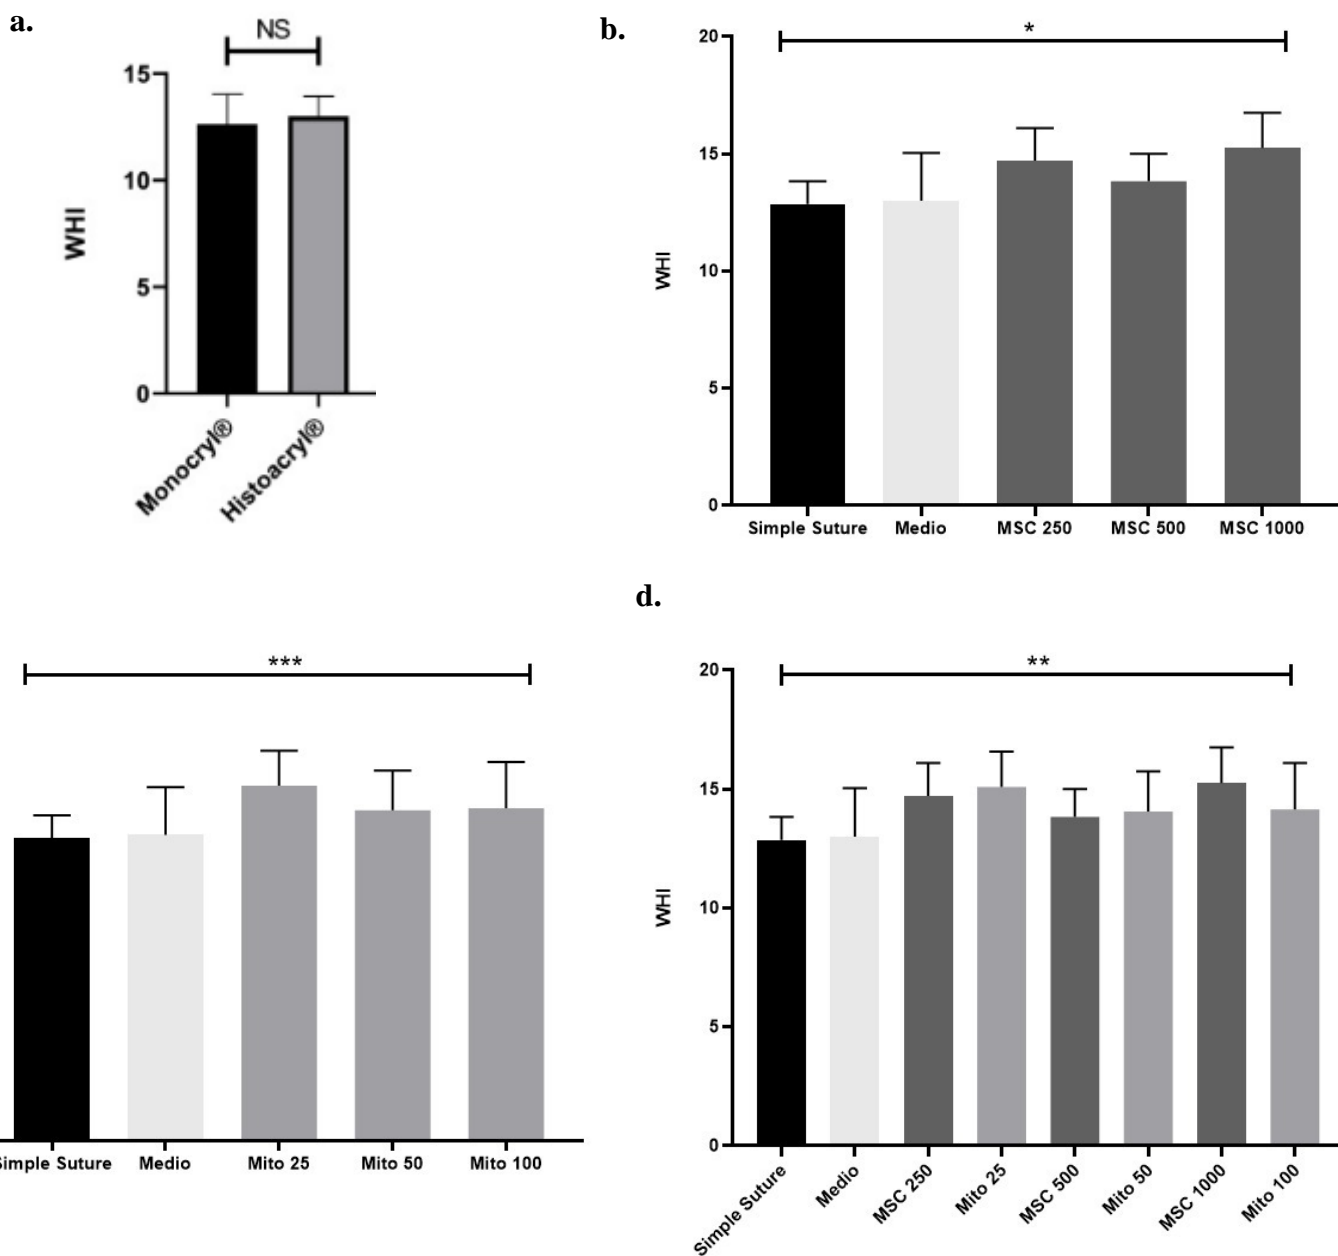 a.
NS
15
10
5
0
WHI
Monocryl®
Histoacryl®
b.
*
20
15
10
5
0
WHI
Simple Suture Medio MSC 250 MSC 500 MSC 1000
***
Simple Suture Medio Mito 25 Mito 50 Mito 100
d.
**
20
15
10
5
0
WHI
Simple Suture
Medio
MSC 250
Mito 25
MSC 500
Mito 50
MSC 1000
Mito 100